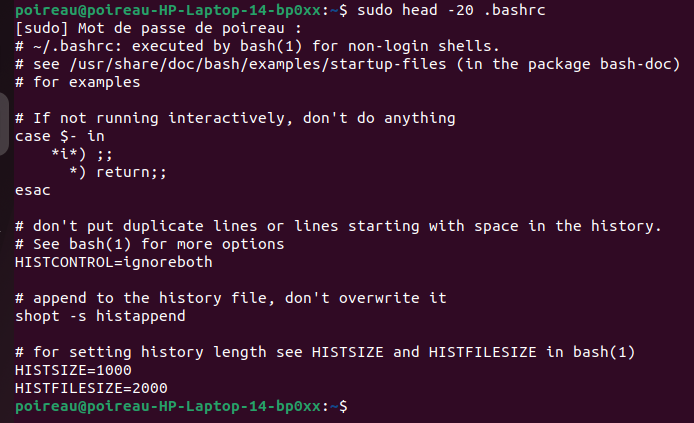 poireau@poireau-HP-Laptop-14-bp0xx:~$ sudo head -20 .bashrc
[sudo] Mot de passe de poireau :
# ~/.bashrc: executed by bash(1) for non-login shells.
# see /usr/share/doc/bash/examples/startup-files (in the package bash-doc)
# for examples

# If not running interactively, don't do anything
case $- in
    *i*) ;;
      *) return;;
esac

# don't put duplicate lines or lines starting with space in the history.
# See bash(1) for more options
HISTCONTROL=ignoreboth

# append to the history file, don't overwrite it
shopt -s histappend

# for setting history length see HISTSIZE and HISTFILESIZE in bash(1)
HISTSIZE=1000
HISTFILESIZE=2000
poireau@poireau-HP-Laptop-14-bp0xx:~$